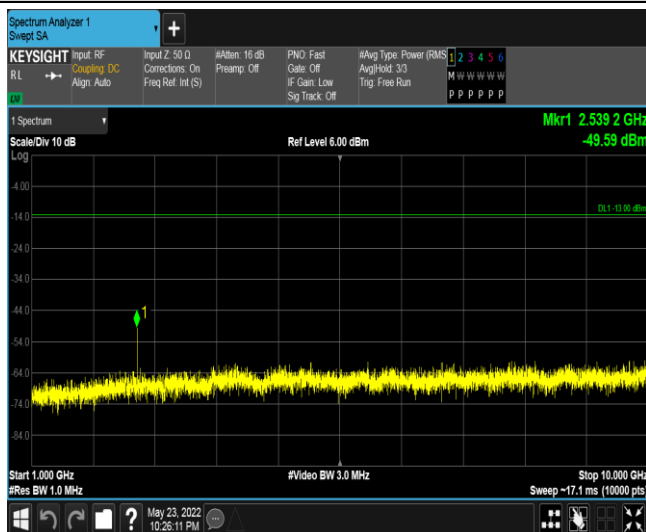 Spectrum Analyzer 1
Swept SA
KEYSIGHT
RL
Input: RF
Coupling: DC
Align: Auto
Input Z: 50 Ω
Corrections: On
Freq Ref: Int (S)
#Atten: 16 dB
Preamp: Off
PNO: Fast
Gate: Off
IF Gain: Low
Sig Track: Off
#Avg Type: Power (RMS
Avg|Hold: 3/3
Trig: Free Run
1 2 3 4 5 6
M W W W W W
P P P P P P
1 Spectrum
Mkr1 2.539 2 GHz
Scale/Div 10 dB
Ref Level 6.00 dBm
-49.59 dBm
Log
-4.00
DL1 -13.00 dBm
-14.0
-24.0
-34.0
-44.0
1
-54.0
-64.0
-74.0
-84.0
Start 1.000 GHz
#Video BW 3.0 MHz
Stop 10.000 GHz
#Res BW 1.0 MHz
Sweep ~17.1 ms (10000 pts)
?
May 23, 2022
10:26:11 PM